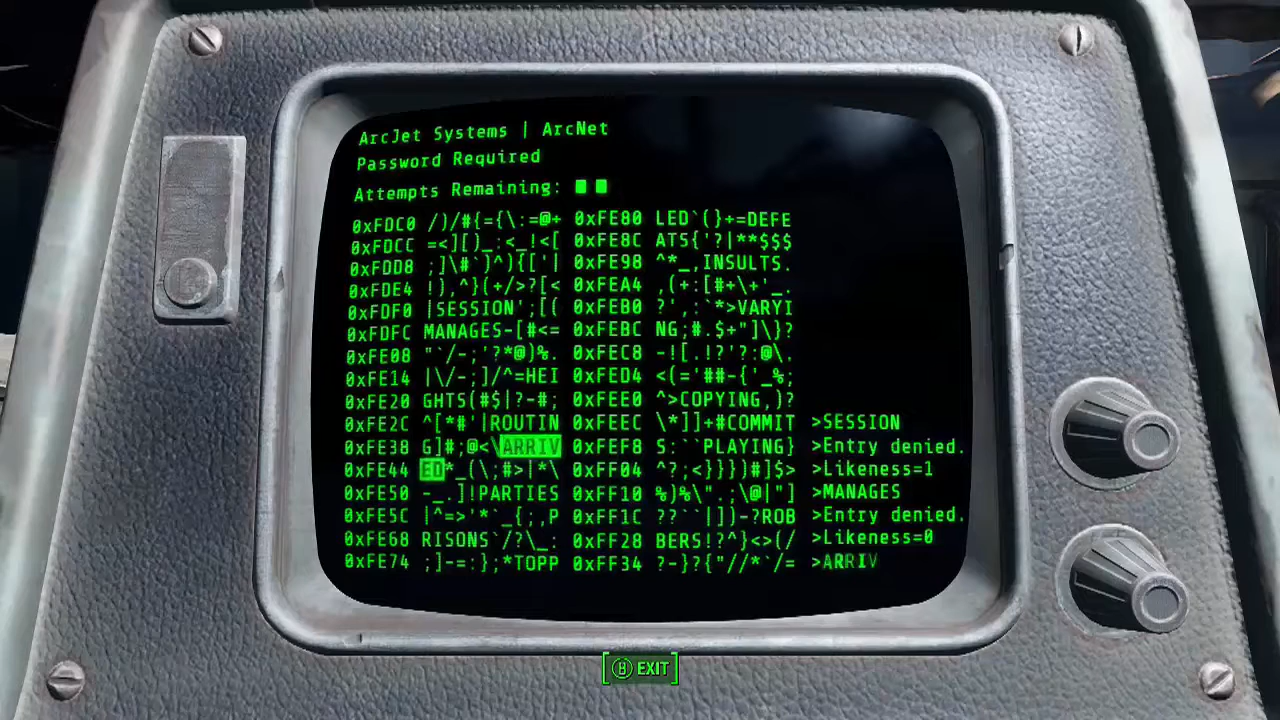 ArcJet Systems | ArcNet
Password Required
Attempts Remaining: ■ ■
0xFDC0 /)/#{={\:=@+ 0xFE80 LED`(}+=DEFE
0xFDCC =<][)_:<_!<[ 0xFE8C ATS{'?|**$$$
0xFDD8 ;]\#`)^){['| 0xFE98 ^*_,INSULTS.
0xFDE4 !),^}(+/>?[< 0xFEA4 ,(+:[#+\+'_.
0xFDF0 |SESSION';[( 0xFEB0 ?',:`*>VARYI
0xFDFC MANAGES-[#<= 0xFEBC NG;#.$+"]\}?
0xFE08 "`/-;'?*@)%. 0xFEC8 -![.!?'?:@\.
0xFE14 |\/-;]/^=HEI 0xFED4 <(='##-{'_%;
0xFE20 GHTS(#$|?-#; 0xFEE0 ^>COPYING,)?
0xFE2C ^[*#'|ROUTIN 0xFEEC \*]]+#COMMIT >SESSION
0xFE38 G]#;@<\ARRIV 0xFEF8 S:``PLAYING} >Entry denied.
0xFE44 ED*_(\;#>|*\ 0xFF04 ^?;<}}})#]$> >Likeness=1
0xFE50 -_.]!PARTIES 0xFF10 %)%\".;\@|"] >MANAGES
0xFE5C |^=>'*`_{;,P 0xFF1C ??``|])-?ROB >Entry denied.
0xFE68 RISONS`/?\_: 0xFF28 BERS!?^}<>(/ >Likeness=0
0xFE74 ;]-=:};*TOPP 0xFF34 ?-}?{"//*`/= >ARRIV
Ⓑ EXIT